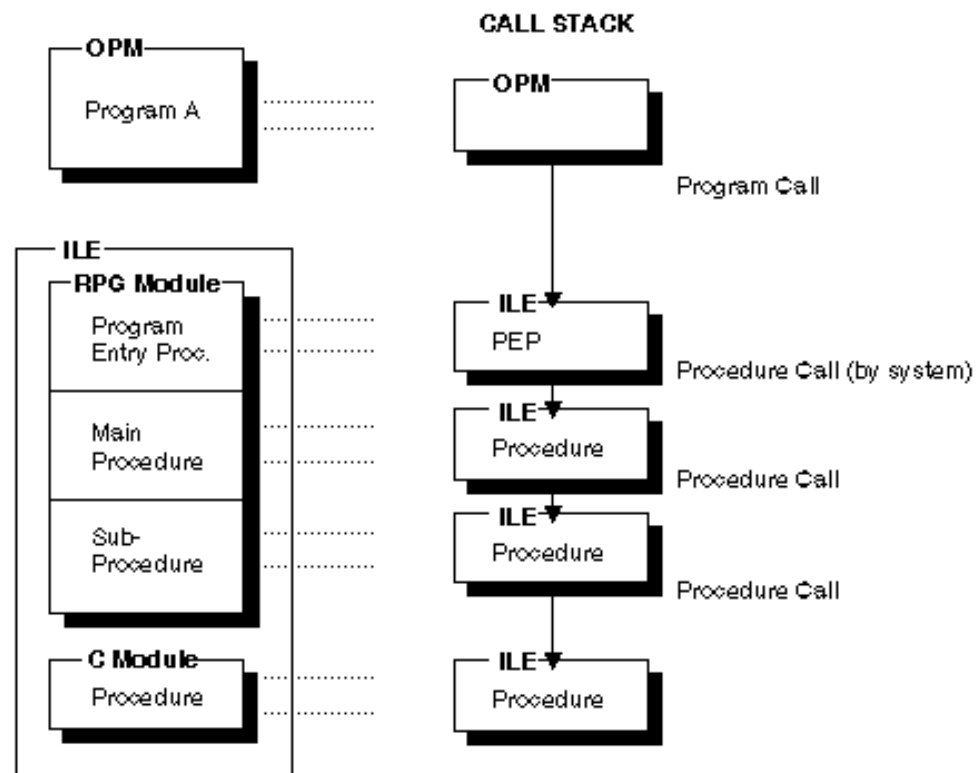 CALL STACK
OPM
Program A
OPM
Program Call
ILE
RPG Module
Program
Entry Proc.
Main
Procedure
Sub-
Procedure
C Module
Procedure
ILE
PEP
Procedure Call (by system)
ILE
Procedure
Procedure Call
ILE
Procedure
Procedure Call
ILE
Procedure